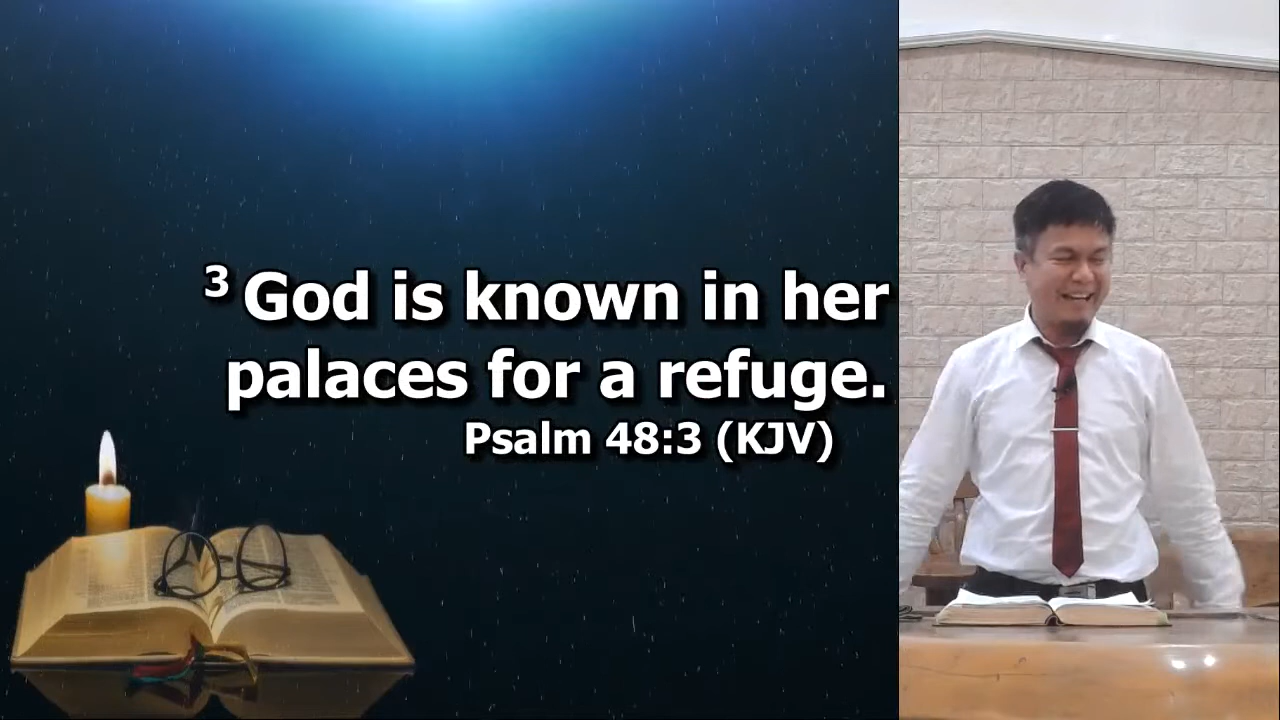 3 God is known in her
palaces for a refuge.
Psalm 48:3 (KJV)